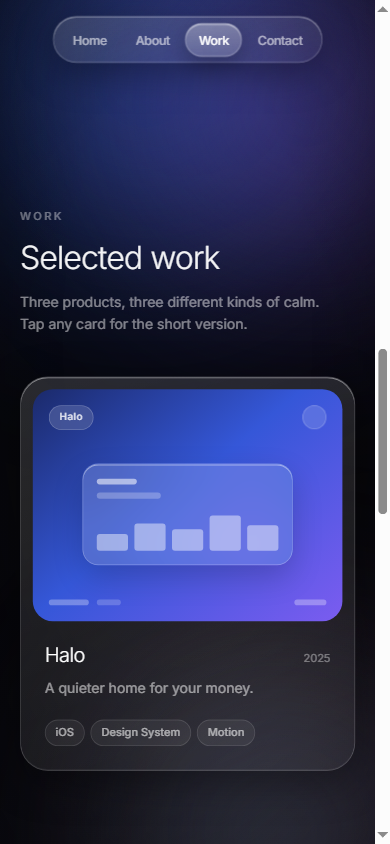 Home About Work Contact
WORK
Selected work
Three products, three different kinds of calm.
Tap any card for the short version.
Halo
Halo 2025
A quieter home for your money.
iOS Design System Motion